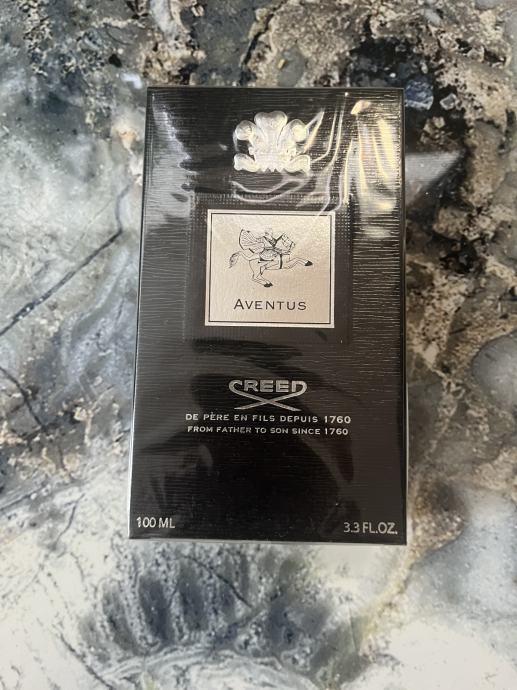 AVENTUS
CREED
DE PÈRE EN FILS DEPUIS 1760
FROM FATHER TO SON SINCE 1760
100 ML
3.3 FL.OZ.